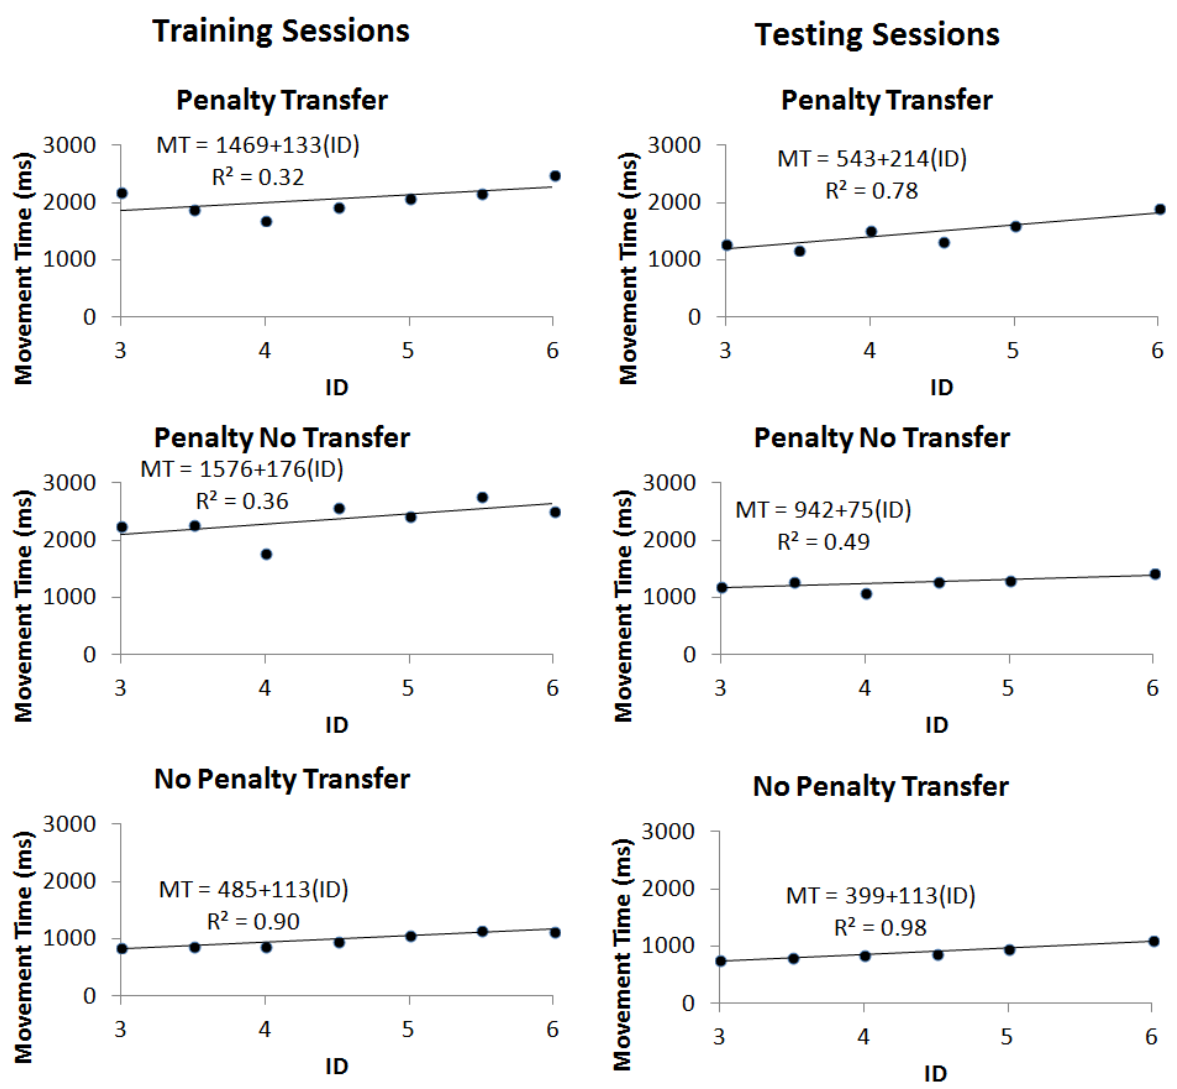 Training Sessions
Testing Sessions
Penalty Transfer
MT = 1469+133(ID)
R² = 0.32
Movement Time (ms)
3000
2000
1000
0
3 4 5 6
ID
Penalty Transfer
MT = 543+214(ID)
R² = 0.78
Movement Time (ms)
3000
2000
1000
0
3 4 5 6
ID
Penalty No Transfer
MT = 1576+176(ID)
R² = 0.36
Movement Time (ms)
3000
2000
1000
0
3 4 5 6
ID
Penalty No Transfer
MT = 942+75(ID)
R² = 0.49
Movement Time (ms)
3000
2000
1000
0
3 4 5 6
ID
No Penalty Transfer
MT = 485+113(ID)
R² = 0.90
Movement Time (ms)
3000
2000
1000
0
3 4 5 6
ID
No Penalty Transfer
MT = 399+113(ID)
R² = 0.98
Movement Time (ms)
3000
2000
1000
0
3 4 5 6
ID